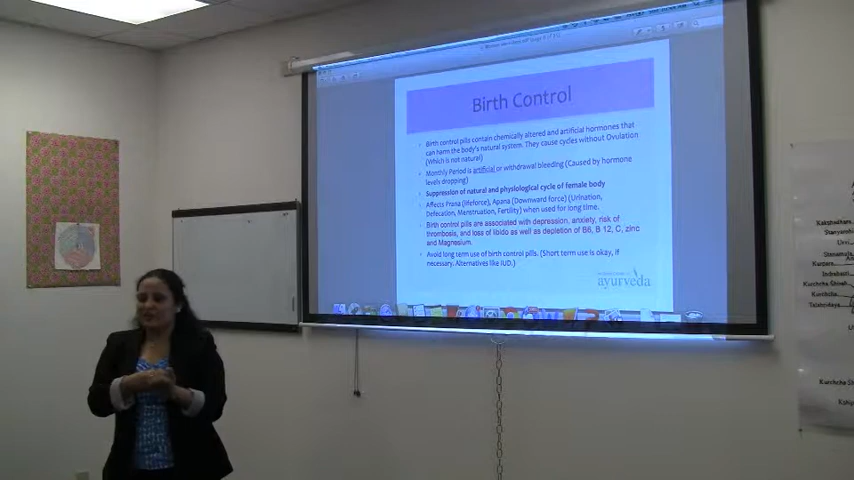 Birth Control
Birth control pills contain chemically altered and artificial hormones that
can harm the body's natural system. They cause cycles without Ovulation
(Which is not natural)
Monthly Period is artificial or withdrawal bleeding (Caused by hormone
levels dropping)
Suppression of natural and physiological cycle of female body
Affects Prana (lifeforce), Apana (Downward force) (Urination,
Defecation, Menstruation, Fertility) when used for long time.
Birth control pills are associated with depression, anxiety, risk of
thrombosis, and loss of libido as well as depletion of B6, B 12, C, zinc
and Magnesium.
Avoid long term use of birth control pills. (Short term use is okay, if
necessary. Alternatives like IUD.)
ayurveda
Urvi
Indrabasti
Kurchcha Shira